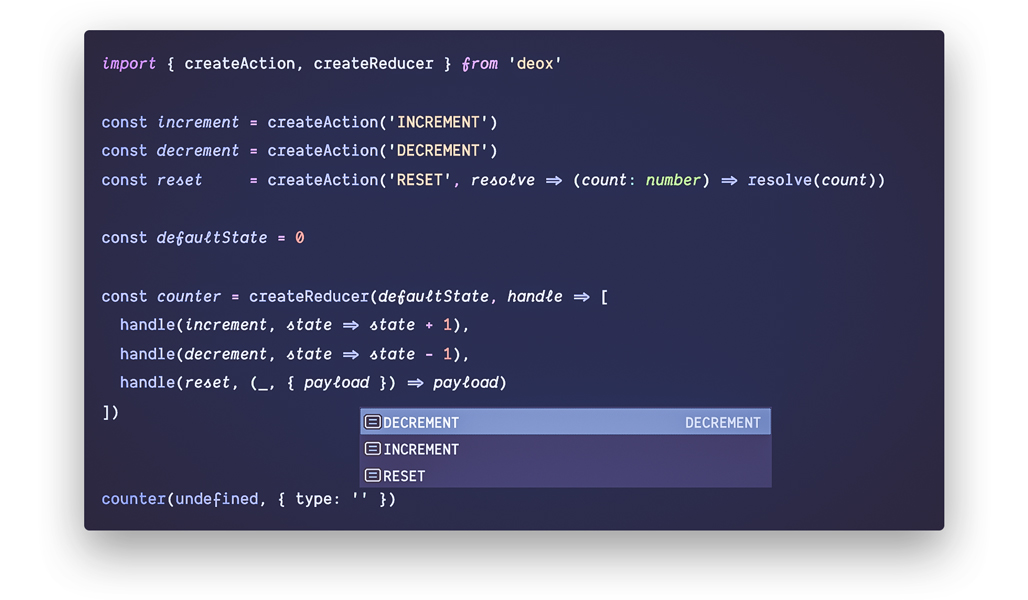 import { createAction, createReducer } from 'deox'
const increment = createAction('INCREMENT')
const decrement = createAction('DECREMENT')
const reset     = createAction('RESET', resolve => (count: number) => resolve(count))
const defaultState = 0
const counter = createReducer(defaultState, handle => [
  handle(increment, state => state + 1),
  handle(decrement, state => state - 1),
  handle(reset, (_, { payload }) => payload)
])
DECREMENT DECREMENT
INCREMENT
RESET
counter(undefined, { type: '' })